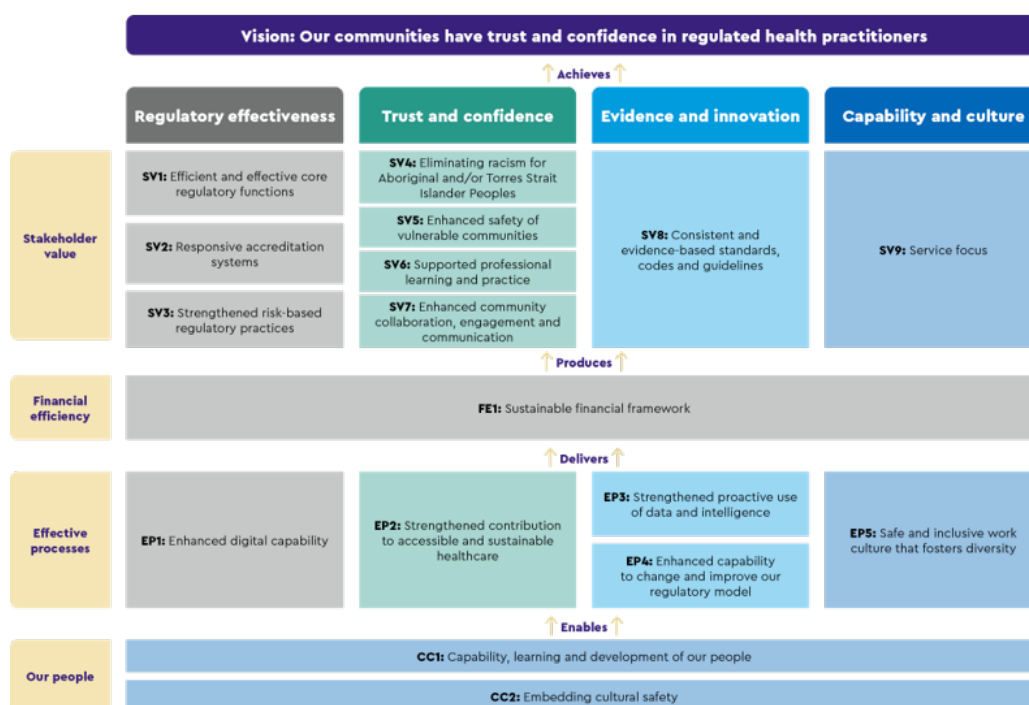 Vision: Our communities have trust and confidence in regulated health practitioners
Achieves
Regulatory effectiveness
Trust and confidence
Evidence and innovation
Capability and culture
Stakeholder
value
SV1: Efficient and effective core
regulatory functions
SV2: Responsive accreditation
systems
SV3: Strengthened risk-based
regulatory practices
SV4: Eliminating racism for
Aboriginal and/or Torres Strait
Islander Peoples
SV5: Enhanced safety of
vulnerable communities
SV6: Supported professional
learning and practice
SV7: Enhanced community
collaboration, engagement and
communication
SV8: Consistent and
evidence-based standards,
codes and guidelines
SV9: Service focus
Produces
Financial
efficiency
FE1: Sustainable financial framework
Delivers
Effective
processes
EP1: Enhanced digital capability
EP2: Strengthened contribution
to accessible and sustainable
healthcare
EP3: Strengthened proactive use
of data and intelligence
EP4: Enhanced capability
to change and improve our
regulatory model
EP5: Safe and inclusive work
culture that fosters diversity
Enables
Our people
CC1: Capability, learning and development of our people
CC2: Embedding cultural safety